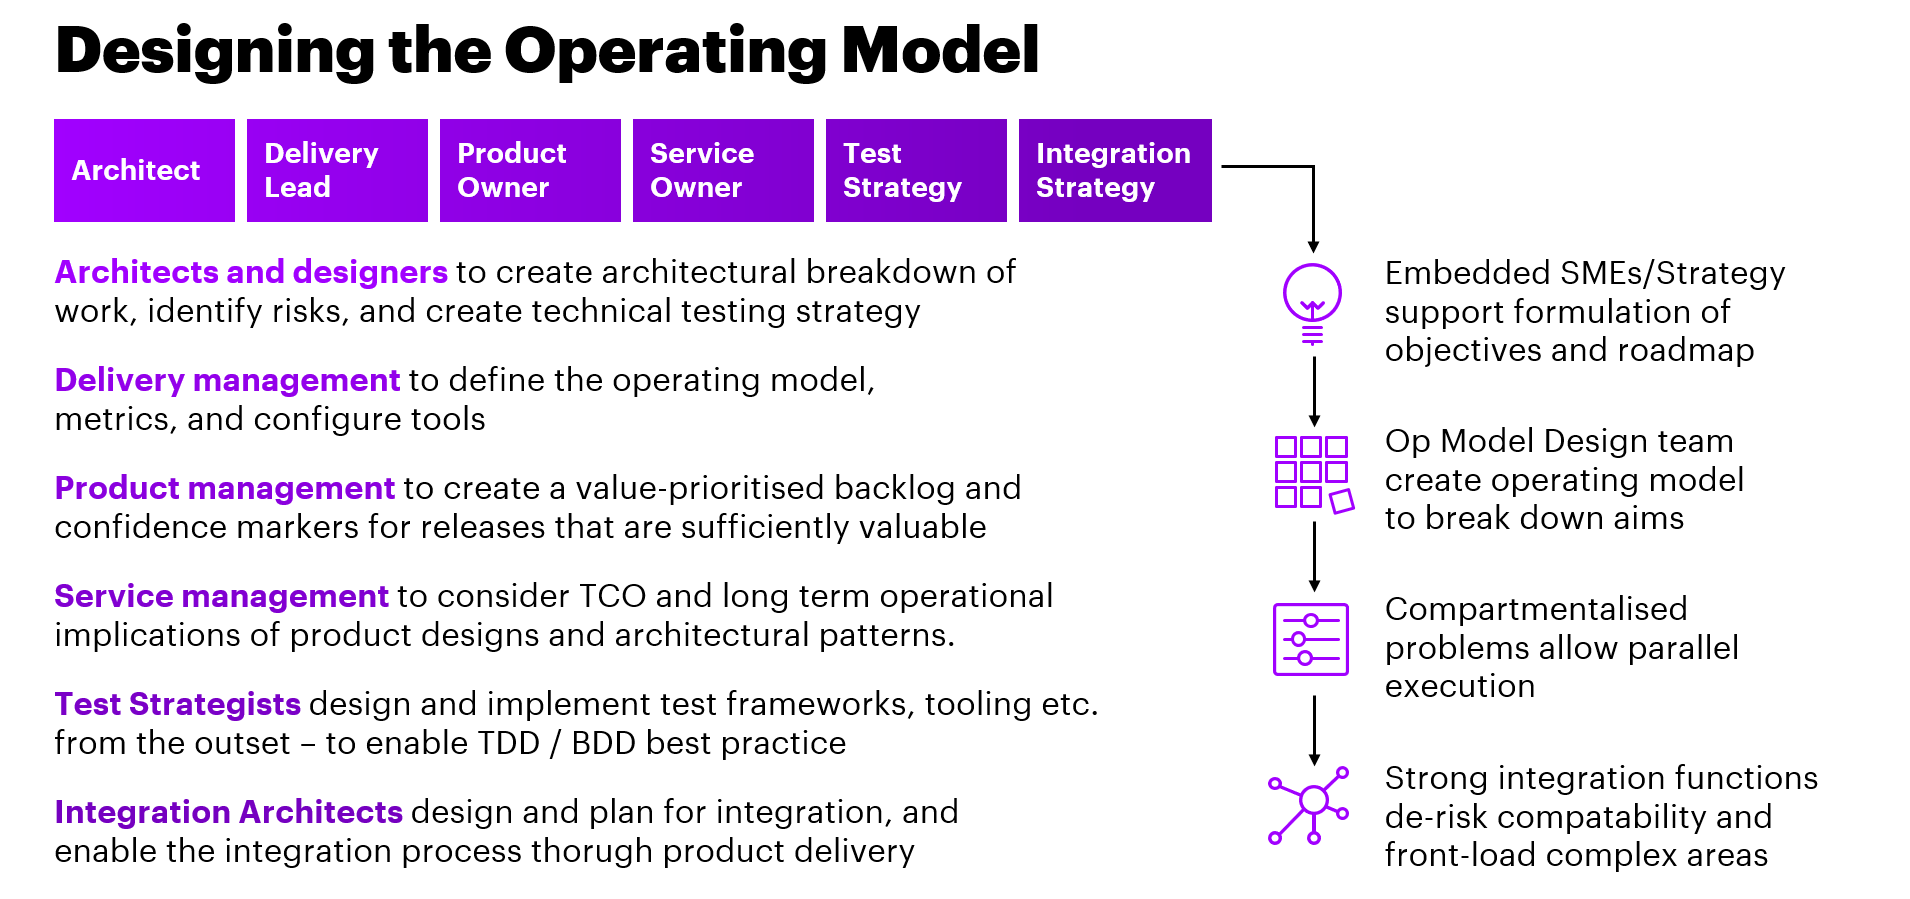 Designing the Operating Model
Architect
Delivery
Lead
Product
Owner
Service
Owner
Test
Strategy
Integration
Strategy
Architects and designers to create architectural breakdown of
work, identify risks, and create technical testing strategy
Delivery management to define the operating model,
metrics, and configure tools
Product management to create a value-prioritised backlog and
confidence markers for releases that are sufficiently valuable
Service management to consider TCO and long term operational
implications of product designs and architectural patterns.
Test Strategists design and implement test frameworks, tooling etc.
from the outset – to enable TDD / BDD best practice
Integration Architects design and plan for integration, and
enable the integration process thorugh product delivery
Embedded SMEs/Strategy
support formulation of
objectives and roadmap
Op Model Design team
create operating model
to break down aims
Compartmentalised
problems allow parallel
execution
Strong integration functions
de-risk compatability and
front-load complex areas